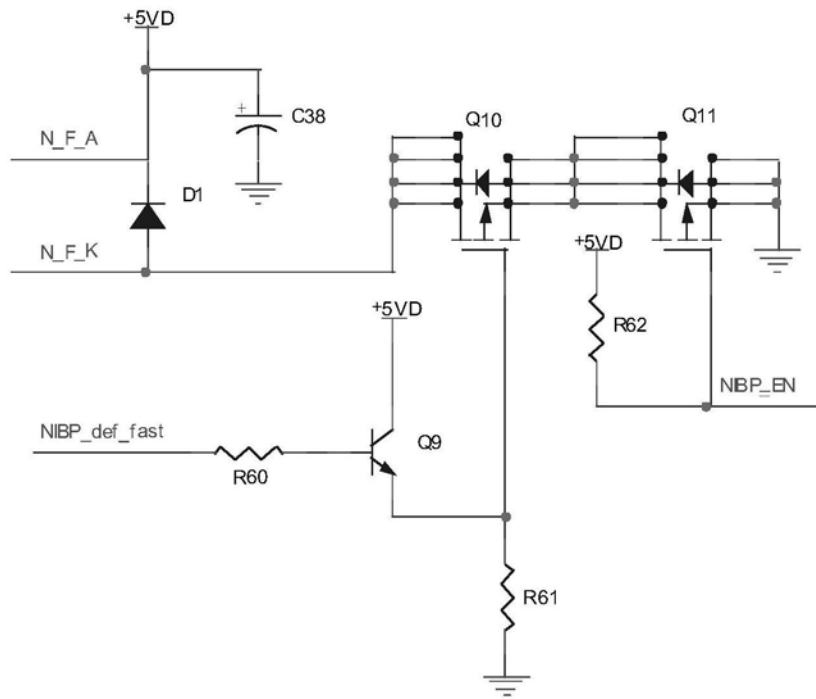 +5VD
+
C38
Q10
Q11
N_F_A
D1
N_F_K
+5VD
R62
+5VD
NIBP_EN
NIBP_def_fast
Q9
R60
R61